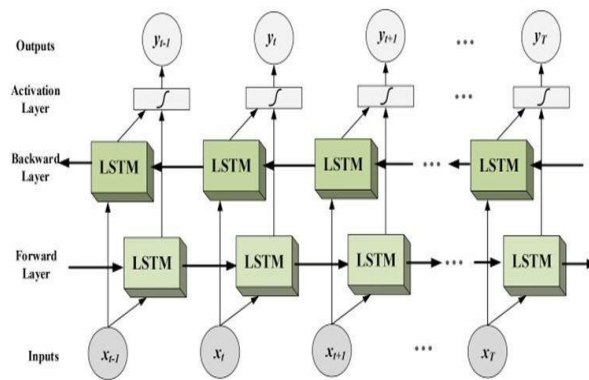 Outputs y_{t-1} y_t y_{t+1} ... y_T
Activation
Layer ∫ ∫ ∫ ... ∫
Backward
Layer LSTM LSTM LSTM ... LSTM
Forward
Layer LSTM LSTM LSTM ... LSTM
Inputs x_{t-1} x_t x_{t+1} ... x_T